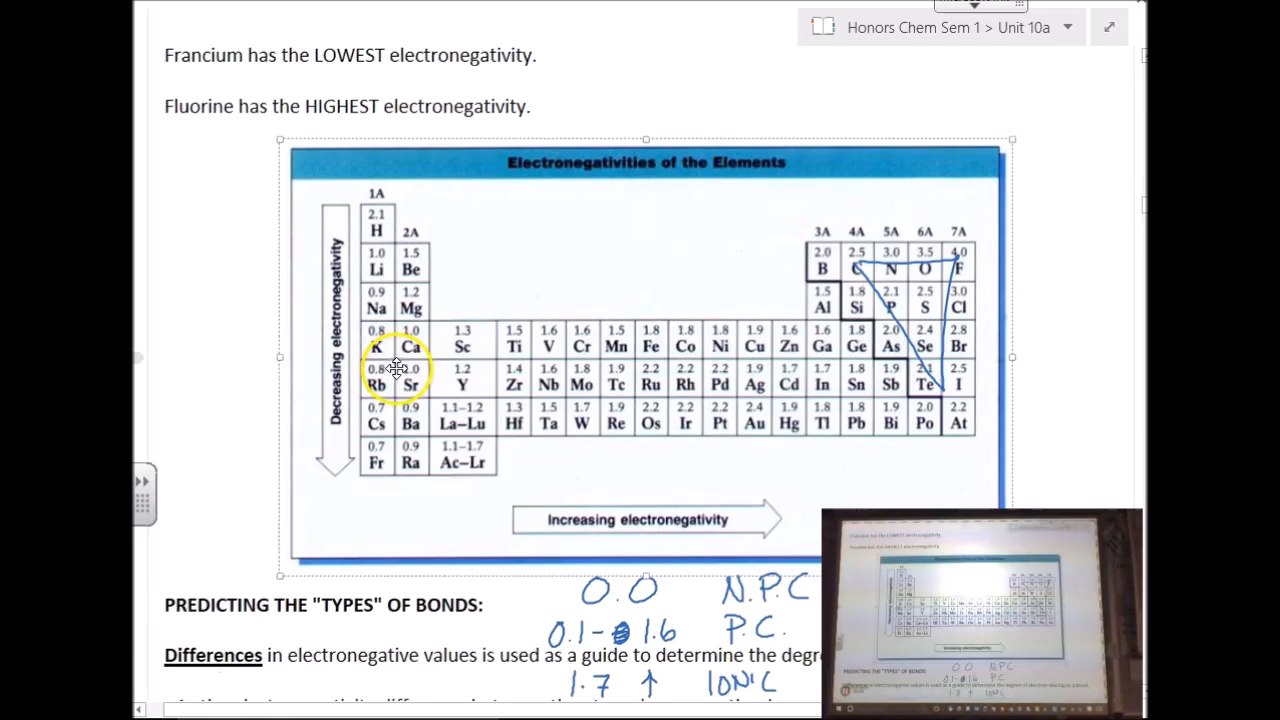 Honors Chem Sem 1 > Unit 10a
Francium has the LOWEST electronegativity.
Fluorine has the HIGHEST electronegativity.
Electronegativities of the Elements
1A
2.1
H 2A 3A 4A 5A 6A 7A
1.0 1.5 2.0 2.5 3.0 3.5 4.0
Li Be B C N O F
0.9 1.2 1.5 1.8 2.1 2.5 3.0
Na Mg Al Si P S Cl
0.8 1.0 1.3 1.5 1.6 1.6 1.5 1.8 1.8 1.8 1.9 1.6 1.6 1.8 2.0 2.4 2.8
K Ca Sc Ti V Cr Mn Fe Co Ni Cu Zn Ga Ge As Se Br
0.8 1.0 1.2 1.4 1.6 1.8 1.9 2.2 2.2 2.2 1.9 1.7 1.7 1.8 1.9 2.1 2.5
Rb Sr Y Zr Nb Mo Tc Ru Rh Pd Ag Cd In Sn Sb Te I
0.7 0.9 1.1–1.2 1.3 1.5 1.7 1.9 2.2 2.2 2.2 2.4 1.9 1.8 1.8 1.9 2.0 2.2
Cs Ba La–Lu Hf Ta W Re Os Ir Pt Au Hg Tl Pb Bi Po At
0.7 0.9 1.1–1.7
Fr Ra Ac–Lr
Decreasing electronegativity
Increasing electronegativity
0.0 N.P.C
PREDICTING THE "TYPES" OF BONDS:
0.1- 1.6 P.C.
Differences in electronegative values is used as a guide to determine the
1.7 ↑ IONIC